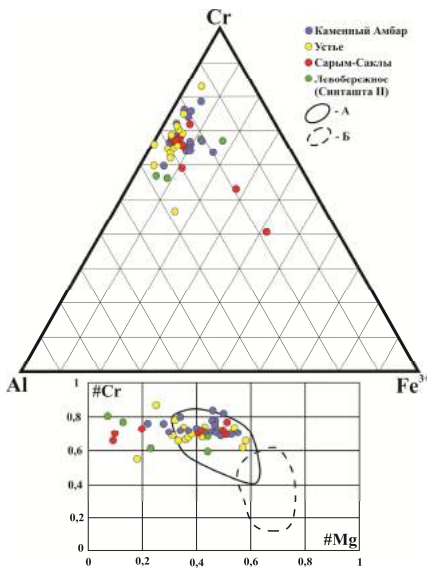 Cr
Каменный Амбар
Устье
Сарым-Саклы
Левобережное
(Синташта II)
- А
- Б
Al
Fe³⁺
1
#Cr
0,8
0,6
0,4
0,2
0
#Mg
0
0,2
0,4
0,6
0,8
1